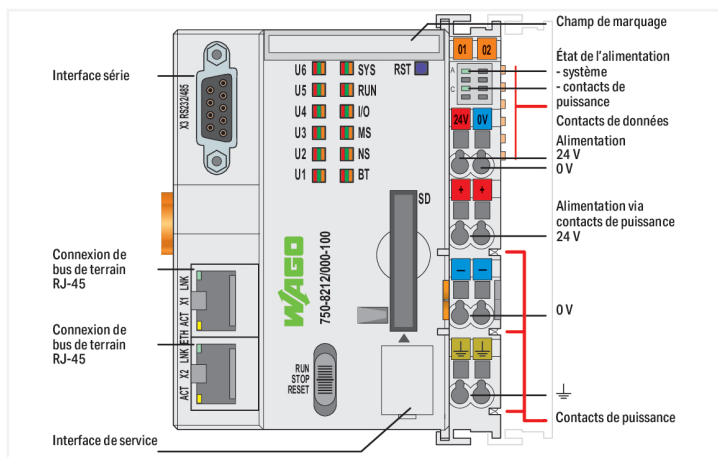 Champ de marquage
01 02
Interface série
X3 RS232/485
U6 SYS
U5 RUN
U4 I/O
U3 MS
U2 NS
U1 BT
RST
A
C
État de l'alimentation
- système
- contacts de
puissance
24V 0V
Contacts de données
Alimentation
24 V
0 V
+ +
SD
Alimentation via
contacts de puissance
24 V
WAGO
750-8212/000-100
Connexion de
bus de terrain
RJ-45
LNK
X1
ACT
ETH
Connexion de
bus de terrain
RJ-45
LNK
X2
ACT
— —
0 V
RUN
STOP
RESET
Contacts de puissance
Interface de service